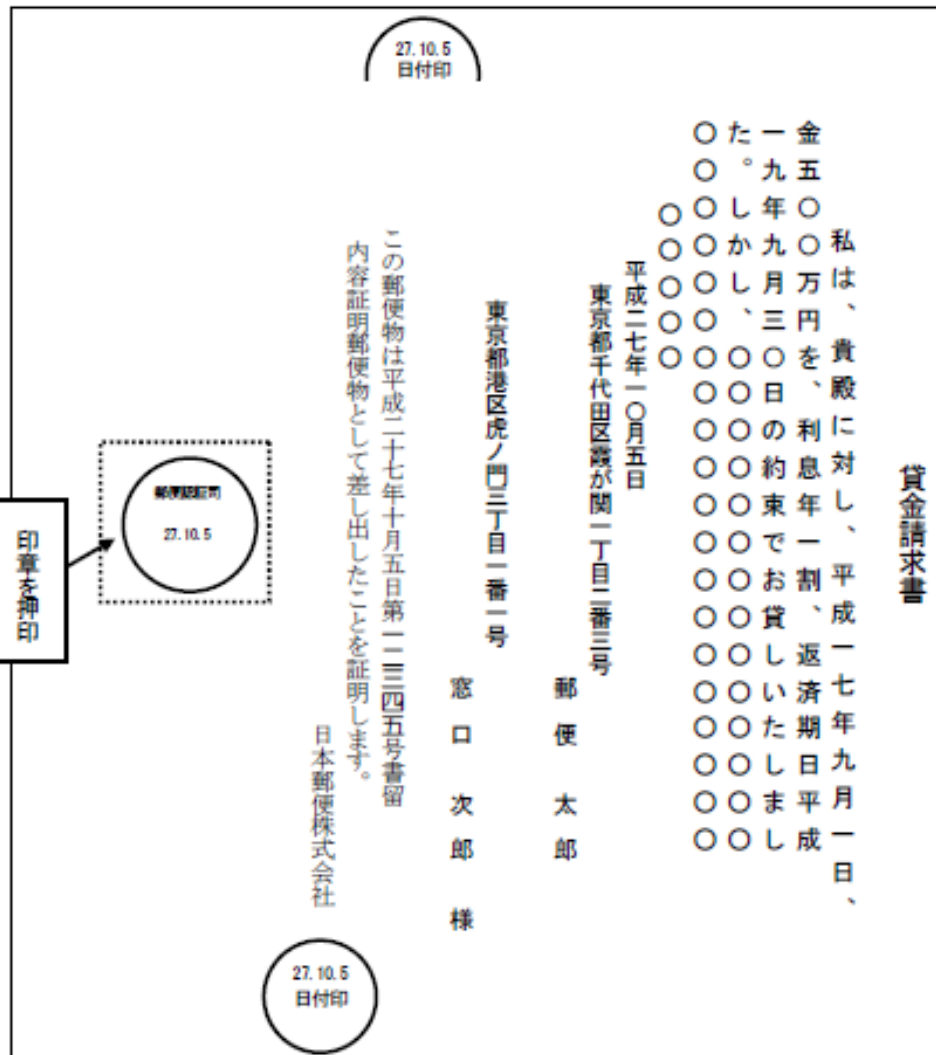 貸金請求書
私は、貴殿に対し、平成一七年九月一日、
金五〇〇万円を、利息年一割、返済期日平成
一九年九月三〇日の約束でお貸しいたしまし
た。しかし、〇〇〇〇〇〇〇〇〇〇〇〇〇〇
〇〇〇〇〇〇〇〇〇〇〇〇〇〇〇〇〇〇〇〇
〇〇〇〇〇
平成二七年一〇月五日
東京都千代田区霞が関一丁目二番三号
郵便 太郎
東京都港区虎ノ門三丁目一番一号
窓口 次郎 様
この郵便物は平成二十七年十月五日第一一二三四五号書留
内容証明郵便物として差し出したことを証明します。
日本郵便株式会社
27.10.5
日付印
27.10.5
日付印
郵便認証司
27.10.5
印章を押印